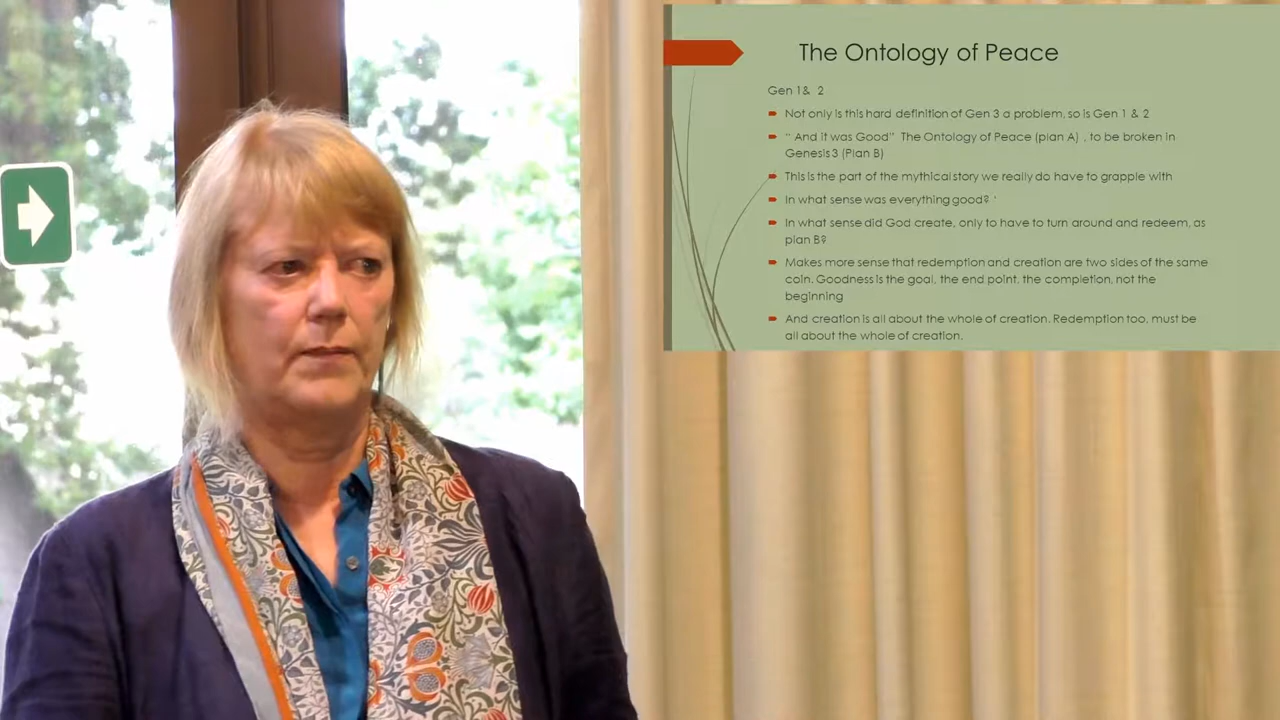 The Ontology of Peace
Gen 1& 2
Not only is this hard definition of Gen 3 a problem, so is Gen 1 & 2
" And it was Good" The Ontology of Peace (plan A) , to be broken in
Genesis 3 (Plan B)
This is the part of the mythical story we really do have to grapple with
In what sense was everything good? '
In what sense did God create, only to have to turn around and redeem, as
plan B?
Makes more sense that redemption and creation are two sides of the same
coin. Goodness is the goal, the end point, the completion, not the
beginning
And creation is all about the whole of creation. Redemption too, must be
all about the whole of creation.